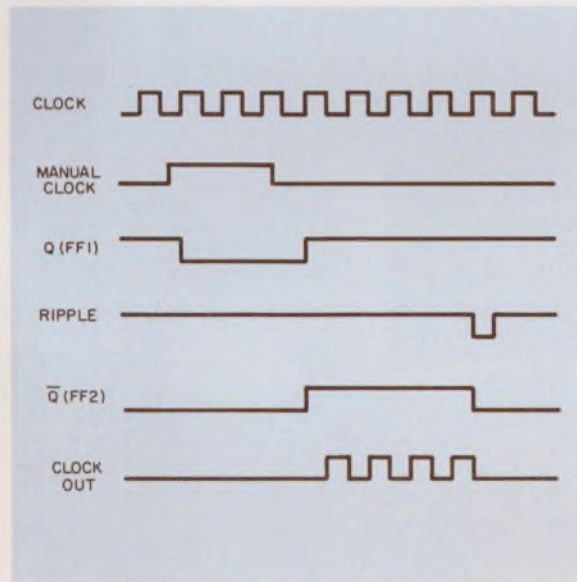 CLOCK
MANUAL
CLOCK
Q (FF1)
RIPPLE
Q̅ (FF2)
CLOCK
OUT